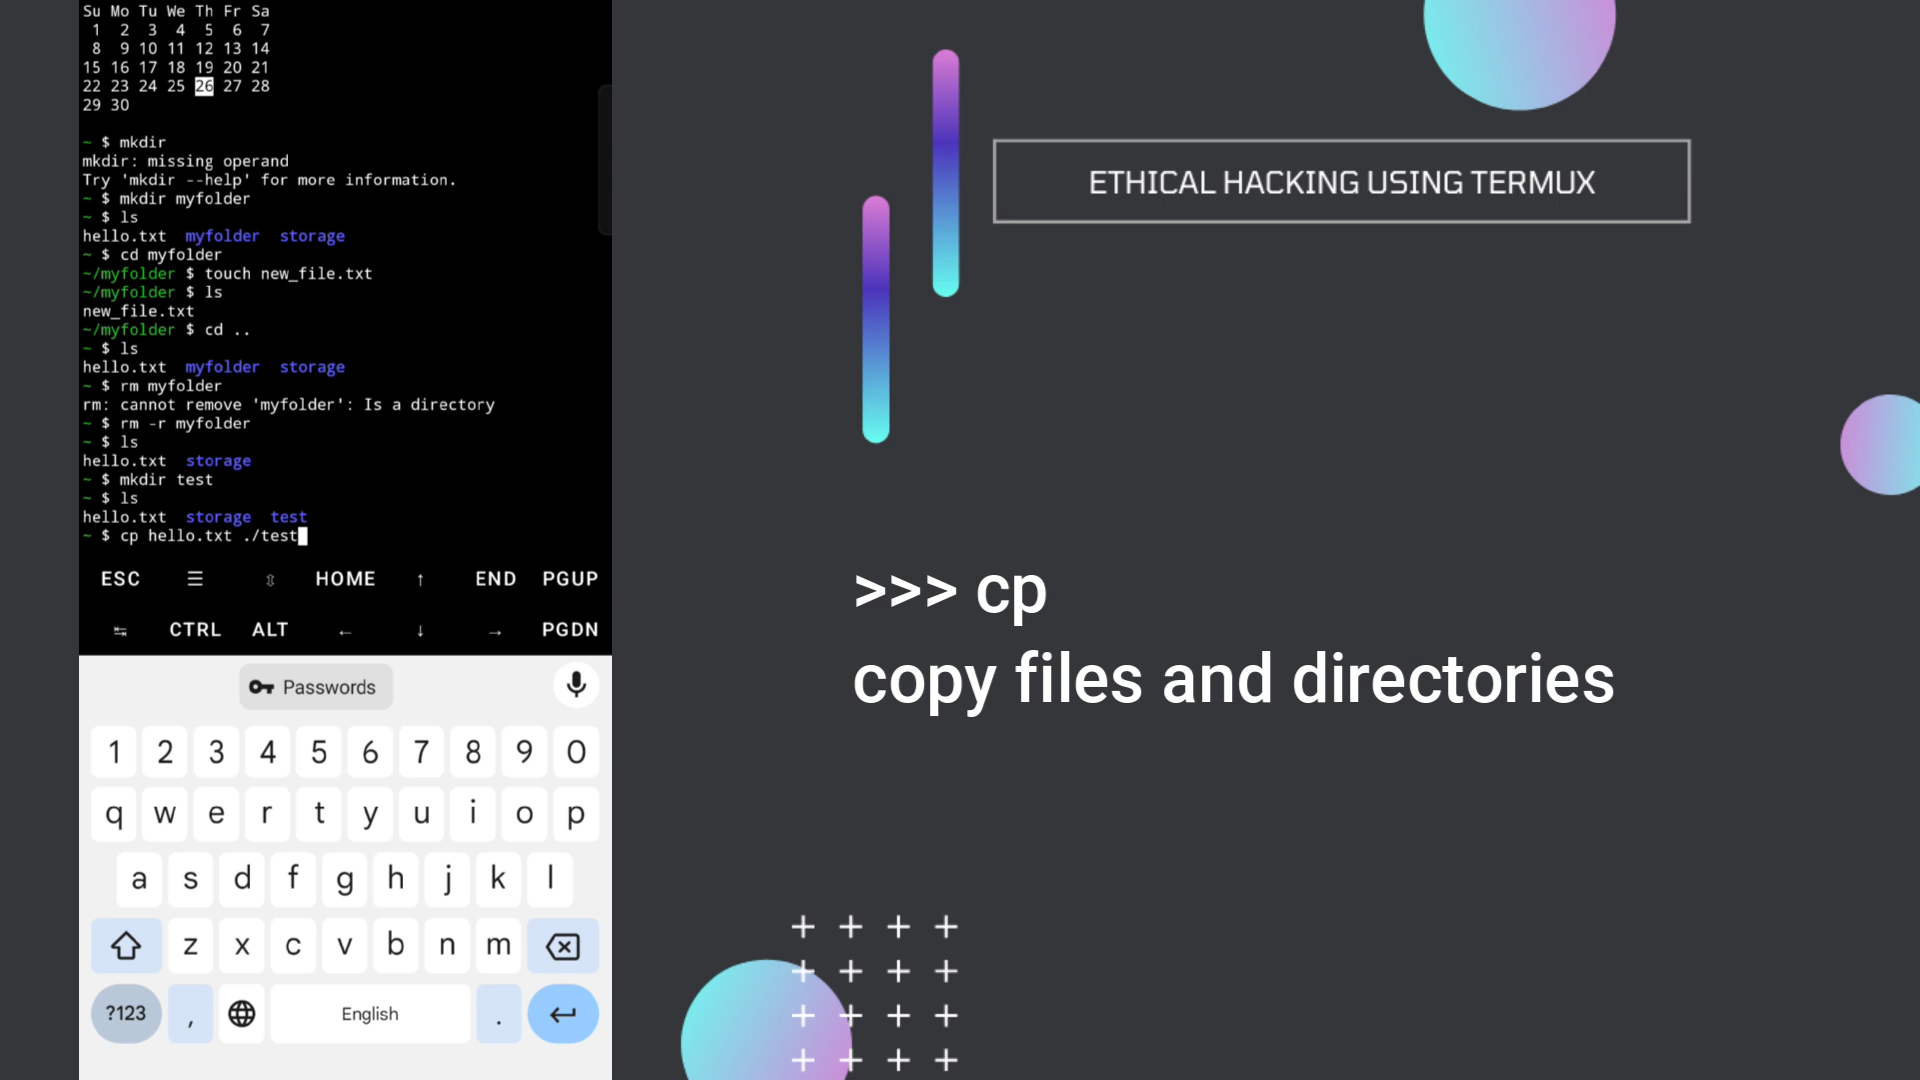 Su Mo Tu We Th Fr Sa
1 2 3 4 5 6 7
8 9 10 11 12 13 14
15 16 17 18 19 20 21
22 23 24 25 26 27 28
29 30
~ $ mkdir
mkdir: missing operand
Try 'mkdir --help' for more information.
~ $ mkdir myfolder
~ $ ls
hello.txt myfolder storage
~ $ cd myfolder
~/myfolder $ touch new_file.txt
~/myfolder $ ls
new_file.txt
~/myfolder $ cd ..
~ $ ls
hello.txt myfolder storage
~ $ rm myfolder
rm: cannot remove 'myfolder': Is a directory
~ $ rm -r myfolder
~ $ ls
hello.txt storage
~ $ mkdir test
~ $ ls
hello.txt storage test
~ $ cp hello.txt ./test
ESC ☰ ⇳ HOME ↑ END PGUP
↹ CTRL ALT ← ↓ → PGDN
Passwords
1 2 3 4 5 6 7 8 9 0
q w e r t y u i o p
a s d f g h j k l
z x c v b n m
?123 , English .
ETHICAL HACKING USING TERMUX
>>> cp
copy files and directories